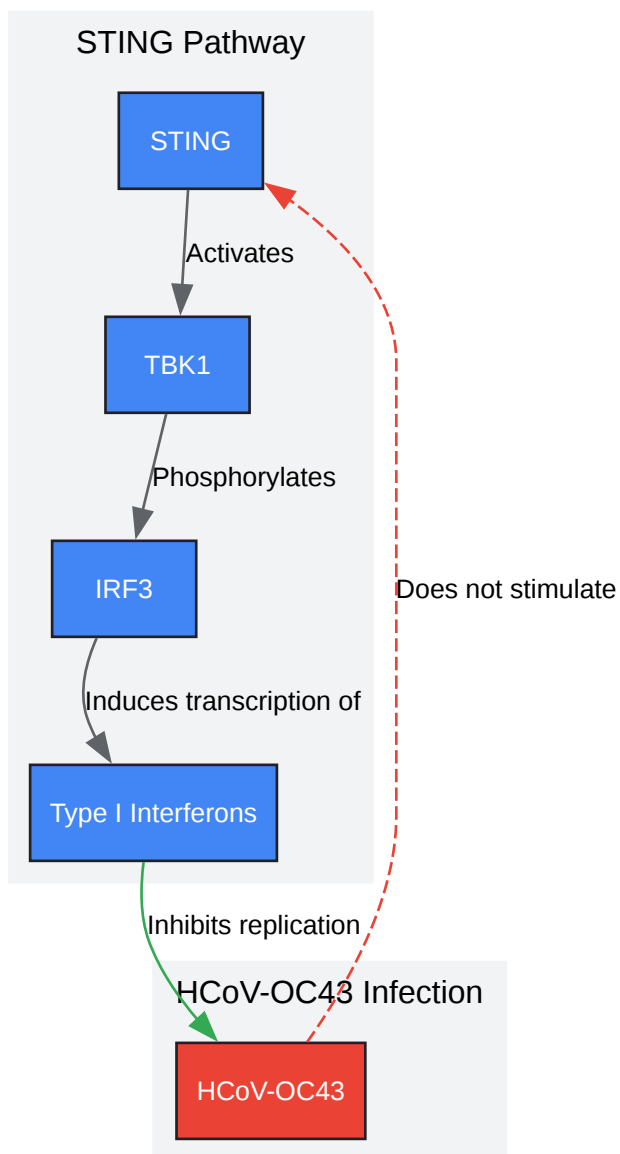 STING Pathway
STING
Activates
TBK1
Phosphorylates
IRF3
Does not stimulate
Induces transcription of
Type I Interferons
Inhibits replication
HCoV-OC43 Infection
HCoV-OC43